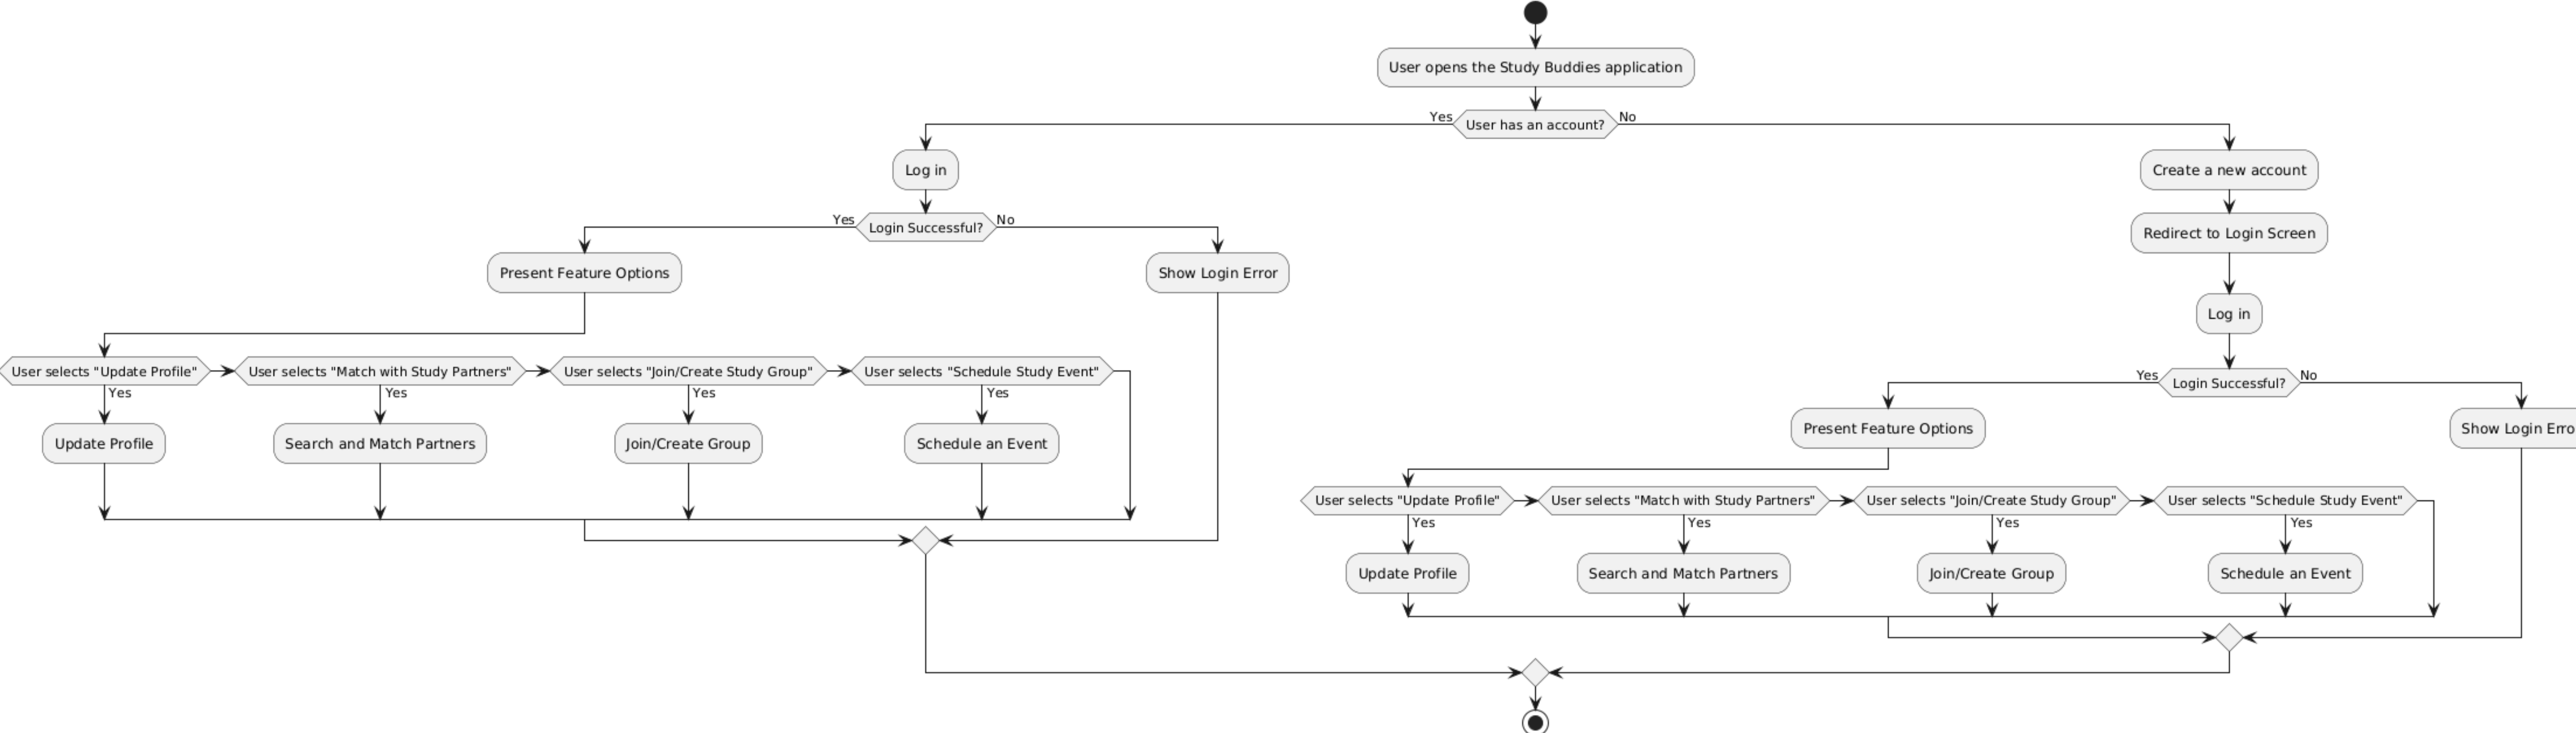 User opens the Study Buddies application
User has an account?
Yes
No
Log in
Login Successful?
Yes
No
Present Feature Options
Show Login Error
User selects "Update Profile"
User selects "Match with Study Partners"
User selects "Join/Create Study Group"
User selects "Schedule Study Event"
Yes
Yes
Yes
Yes
Update Profile
Search and Match Partners
Join/Create Group
Schedule an Event
Create a new account
Redirect to Login Screen
Log in
Login Successful?
Yes
No
Present Feature Options
Show Login Erro
User selects "Update Profile"
User selects "Match with Study Partners"
User selects "Join/Create Study Group"
User selects "Schedule Study Event"
Yes
Yes
Yes
Yes
Update Profile
Search and Match Partners
Join/Create Group
Schedule an Event